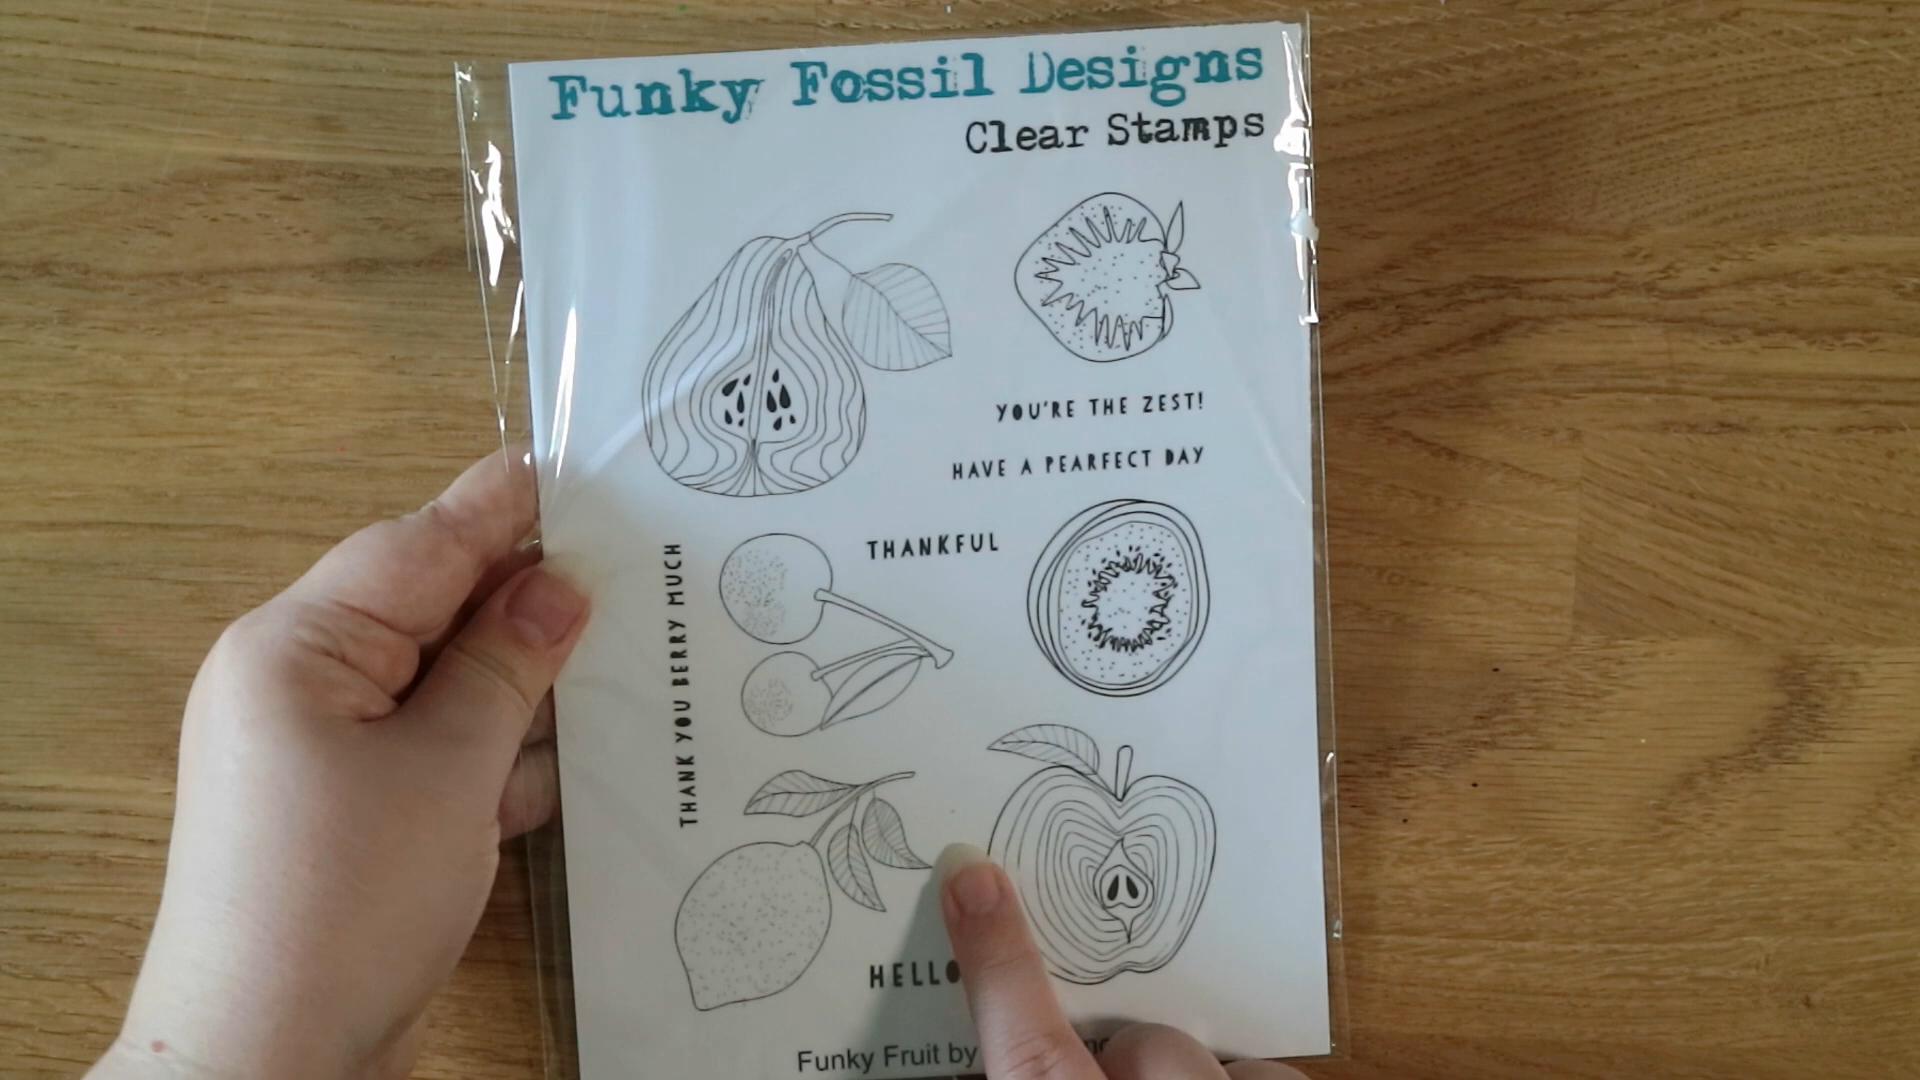 Funky Fossil Designs
Clear Stamps
YOU'RE THE ZEST!
HAVE A PEARFECT DAY
THANKFUL
THANK YOU BERRY MUCH
HELLO
Funky Fruit by